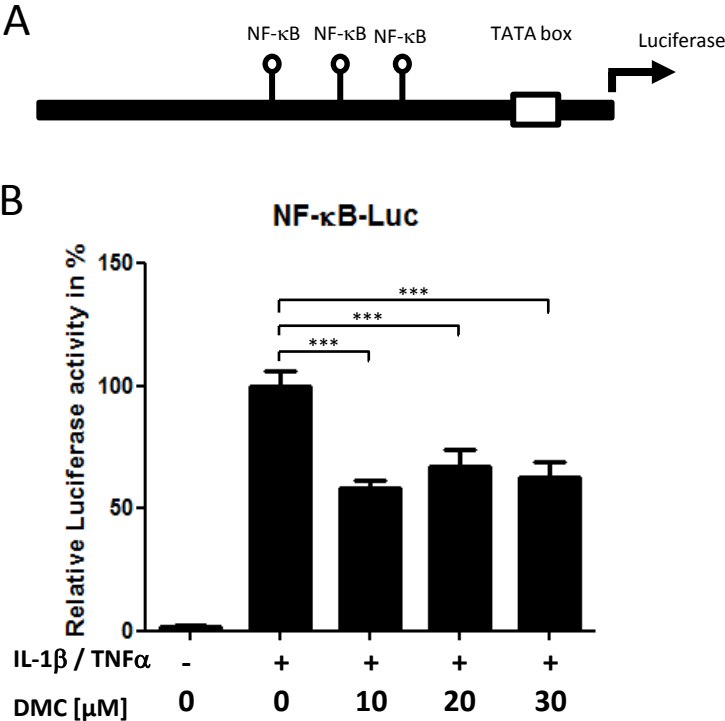 A
NF-κB NF-κB NF-κB TATA box Luciferase
B
NF-κB-Luc
Relative Luciferase activity in %
150
100
50
0
***
***
***
IL-1β / TNFα - + + + +
DMC [µM] 0 0 10 20 30